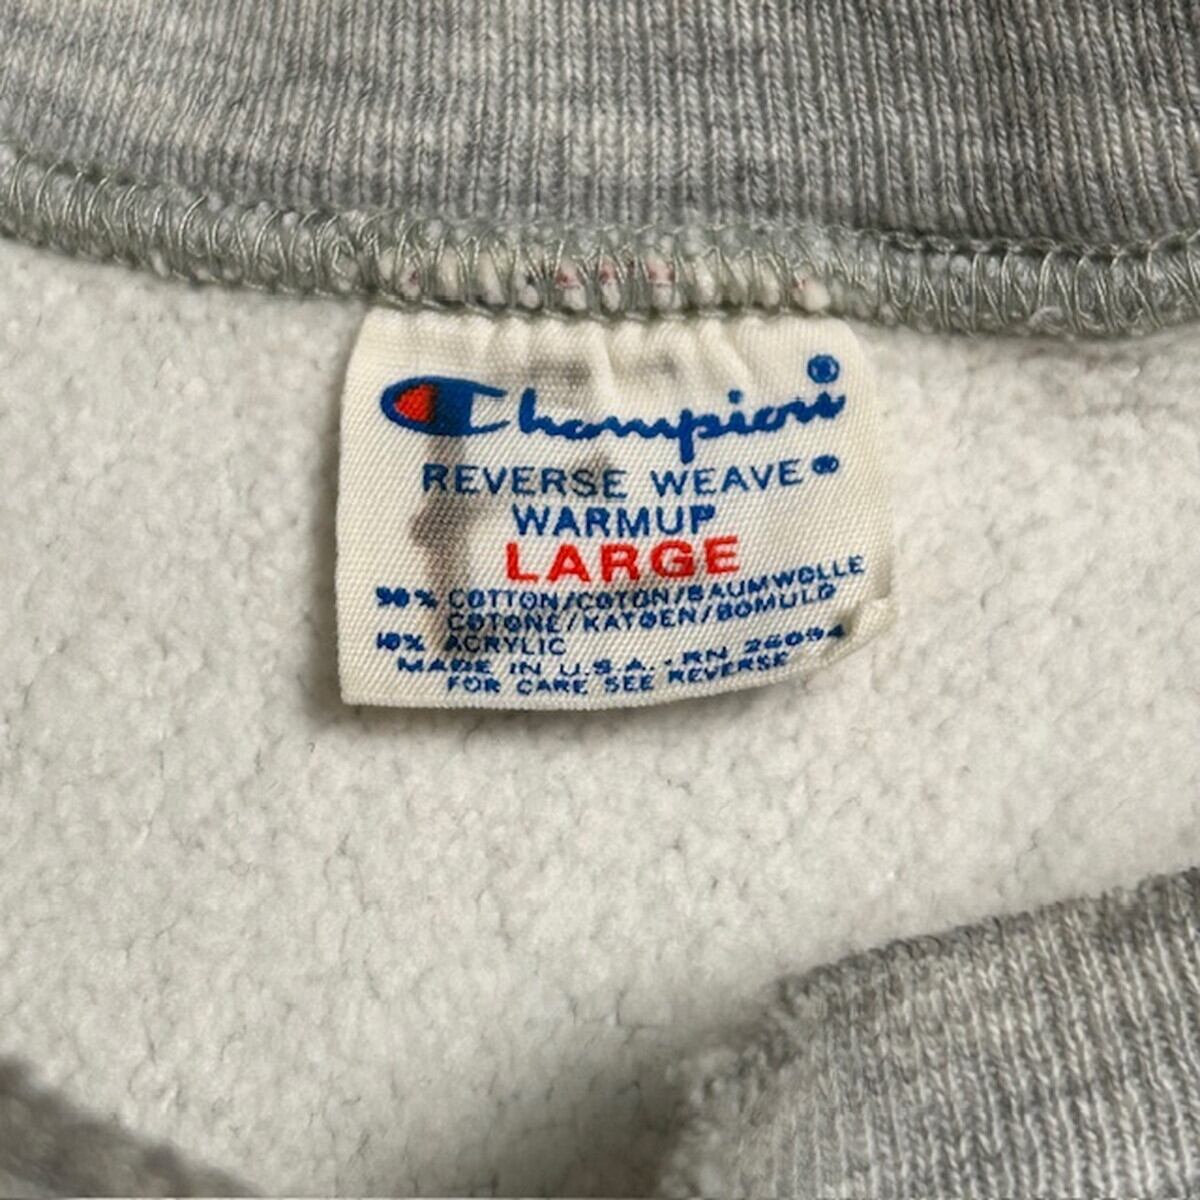 Champion®
REVERSE WEAVE®
WARMUP
LARGE
90% COTTON/COTON/BAUMWOLLE
COTONE/KATOEN/BOMULD
10% ACRYLIC
MADE IN U.S.A. - RN 26094
FOR CARE SEE REVERSE